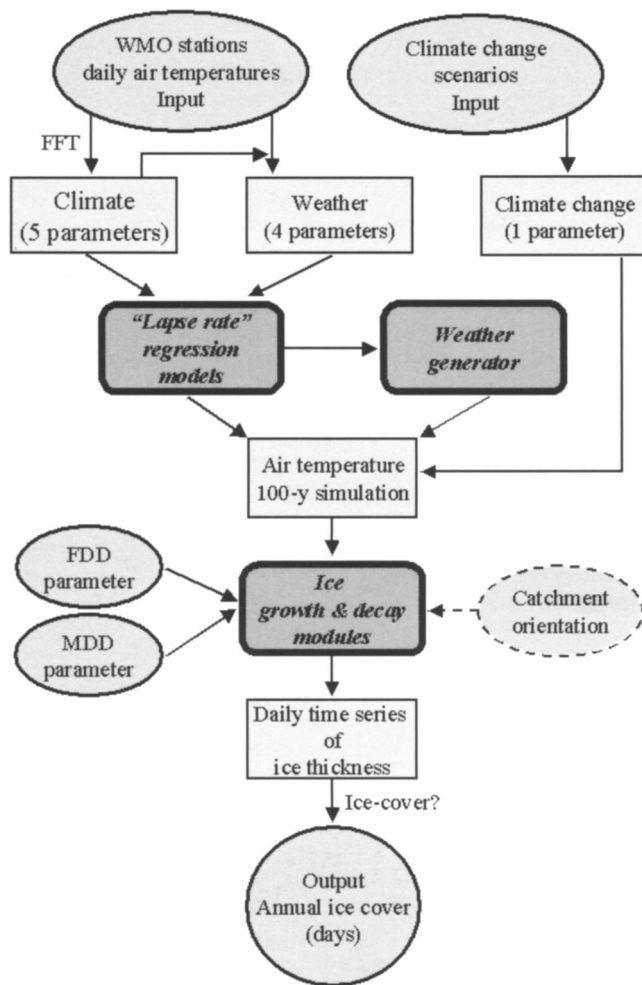 WMO stations
daily air temperatures
Input
Climate change
scenarios
Input
FFT
Climate
(5 parameters)
Weather
(4 parameters)
Climate change
(1 parameter)
“Lapse rate”
regression
models
Weather
generator
Air temperature
100-y simulation
FDD
parameter
MDD
parameter
Ice
growth & decay
modules
Catchment
orientation
Daily time series
of
ice thickness
Ice-cover?
Output
Annual ice cover
(days)